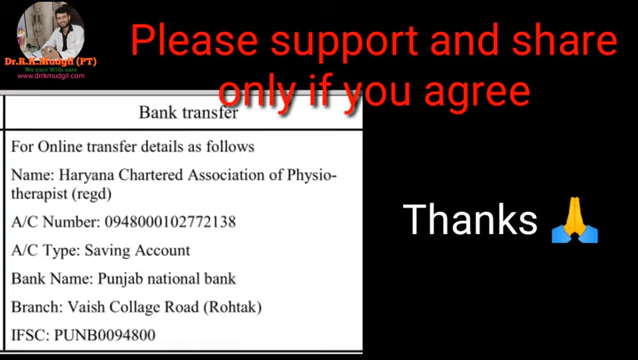 Dr.R.K.Mudgil (PT)
We care With care
www.drrkmudgil.com
Please support and share
only if you agree
Bank transfer
For Online transfer details as follows
Name: Haryana Chartered Association of Physio-
therapist (regd)
A/C Number: 0948000102772138
A/C Type: Saving Account
Bank Name: Punjab national bank
Branch: Vaish Collage Road (Rohtak)
IFSC: PUNB0094800
Thanks 🙏